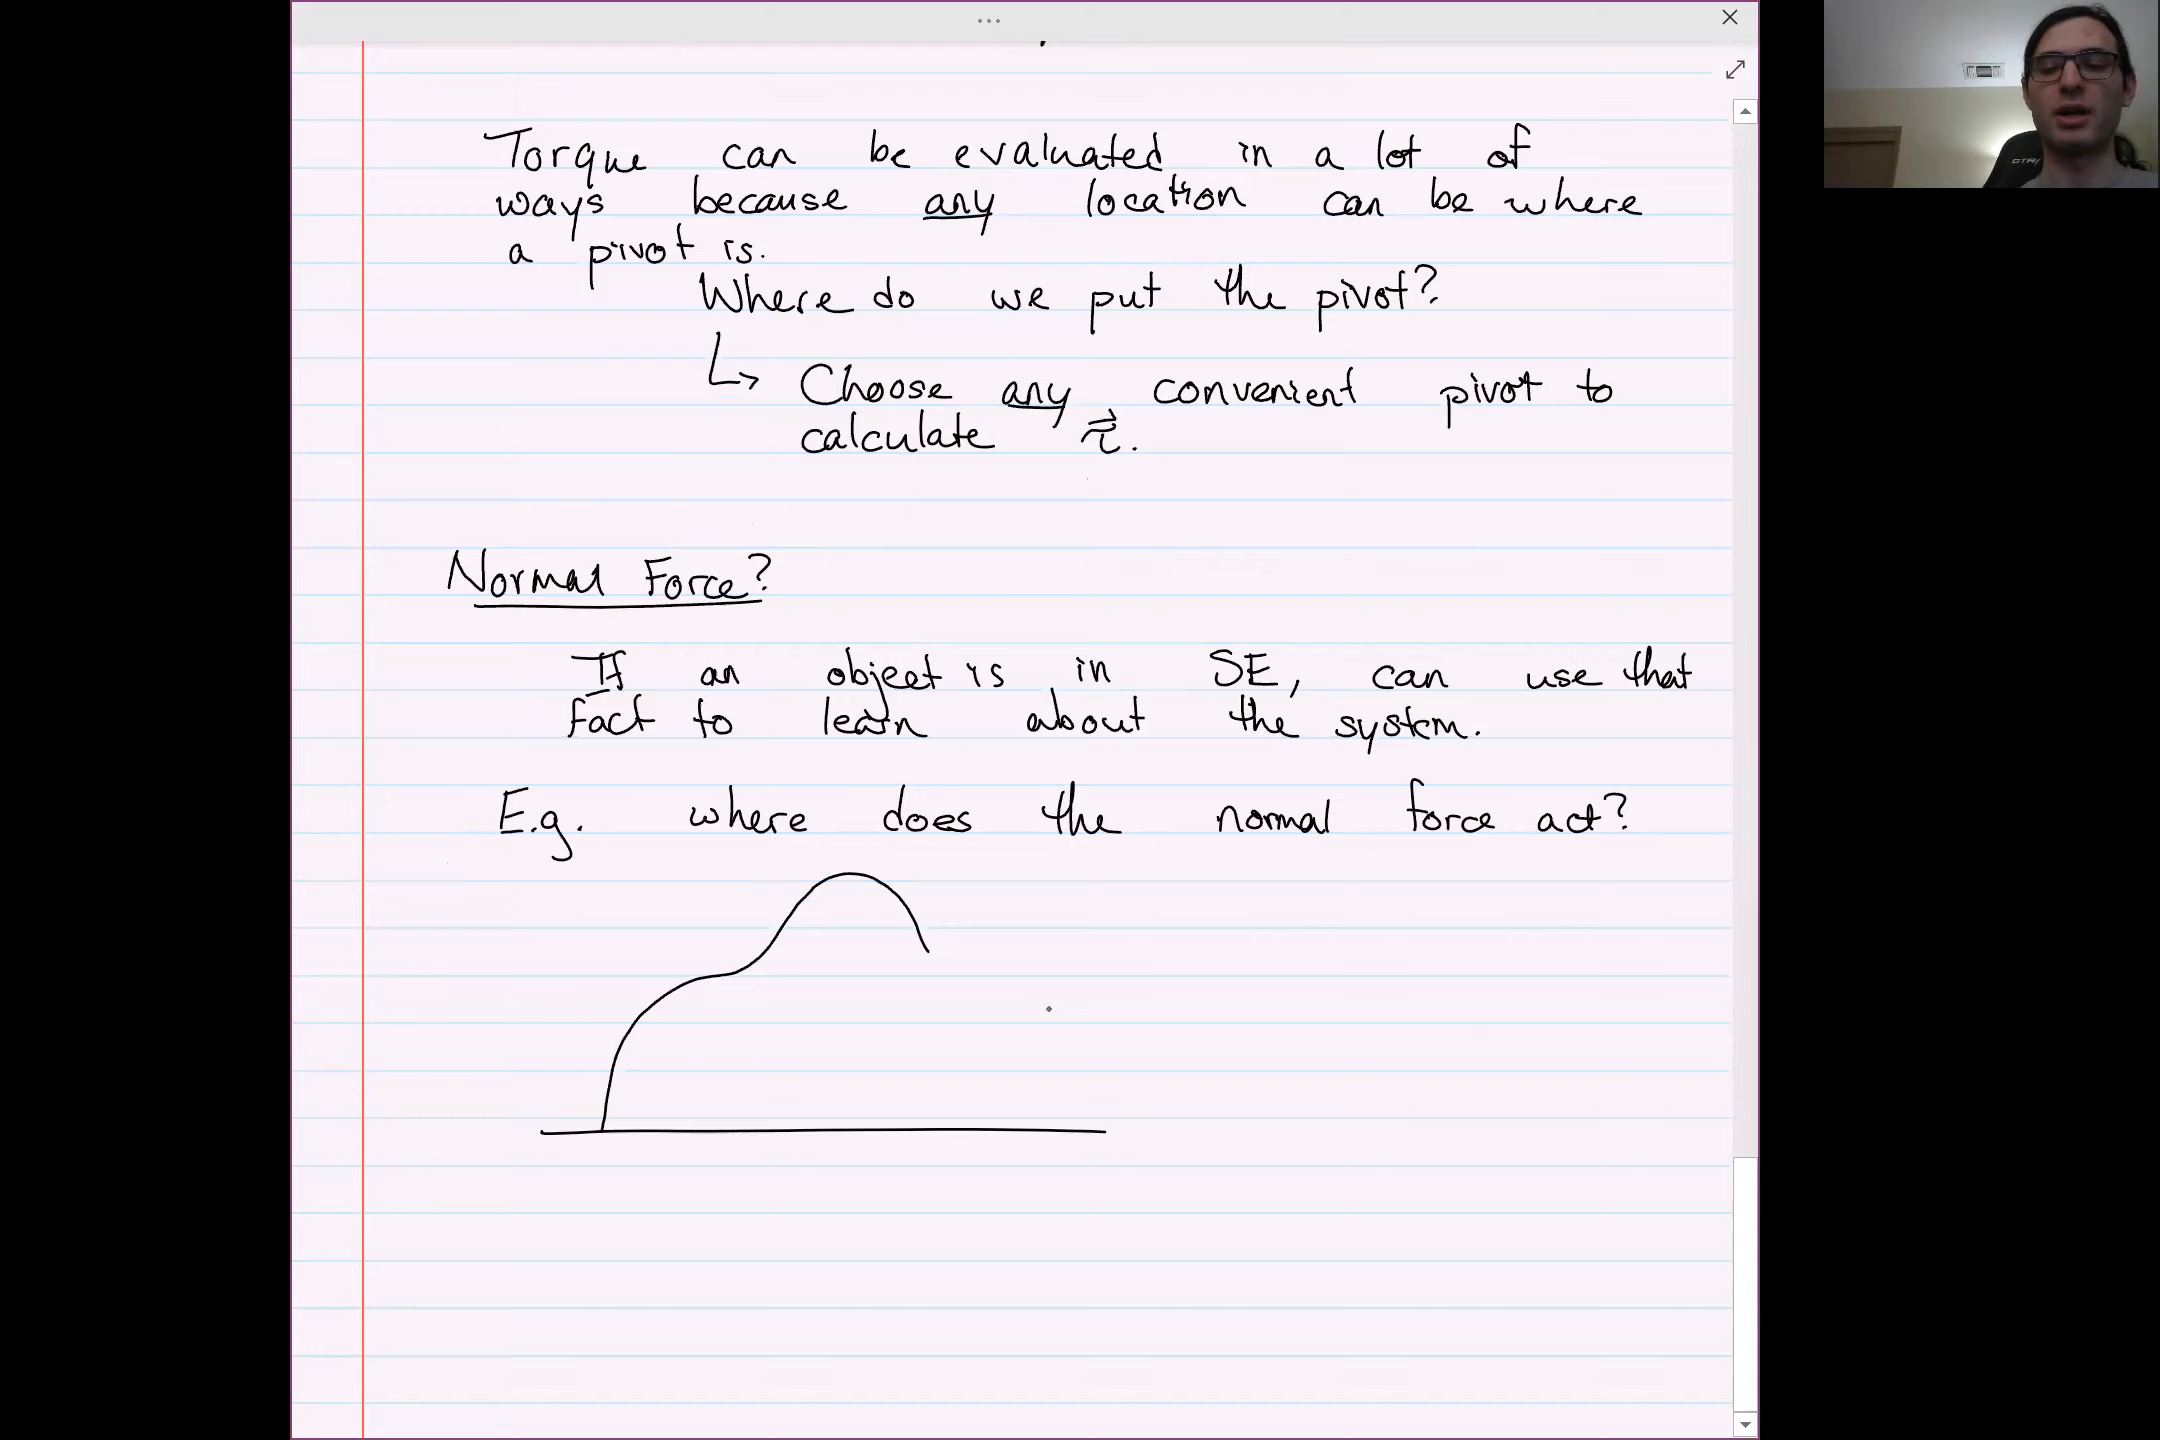 Torque can be evaluated in a lot of
ways because any location can be where
a pivot is.
Where do we put the pivot?
↳ Choose any convenient pivot to
calculate τ⃗.
Normal Force?
If an object is in SE, can use that
fact to learn about the system.
E.g. where does the normal force act?